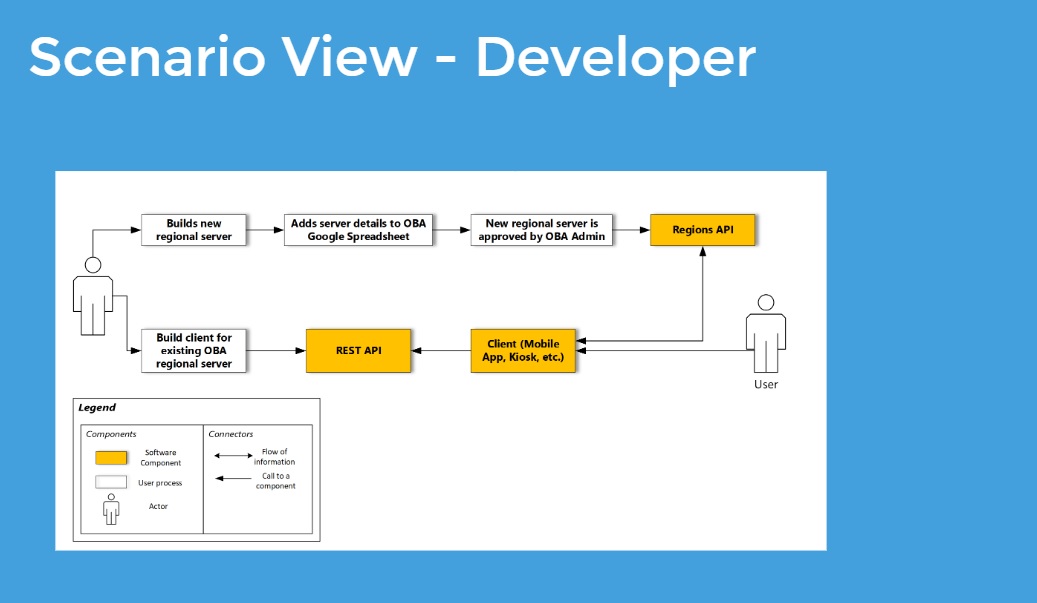 Scenario View - Developer
Builds new
regional server
Adds server details to OBA
Google Spreadsheet
New regional server is
approved by OBA Admin
Regions API
Build client for
existing OBA
regional server
REST API
Client (Mobile
App, Kiosk, etc.)
User
Legend
Components
Software
Component
User process
Actor
Connectors
Flow of
information
Call to a
component